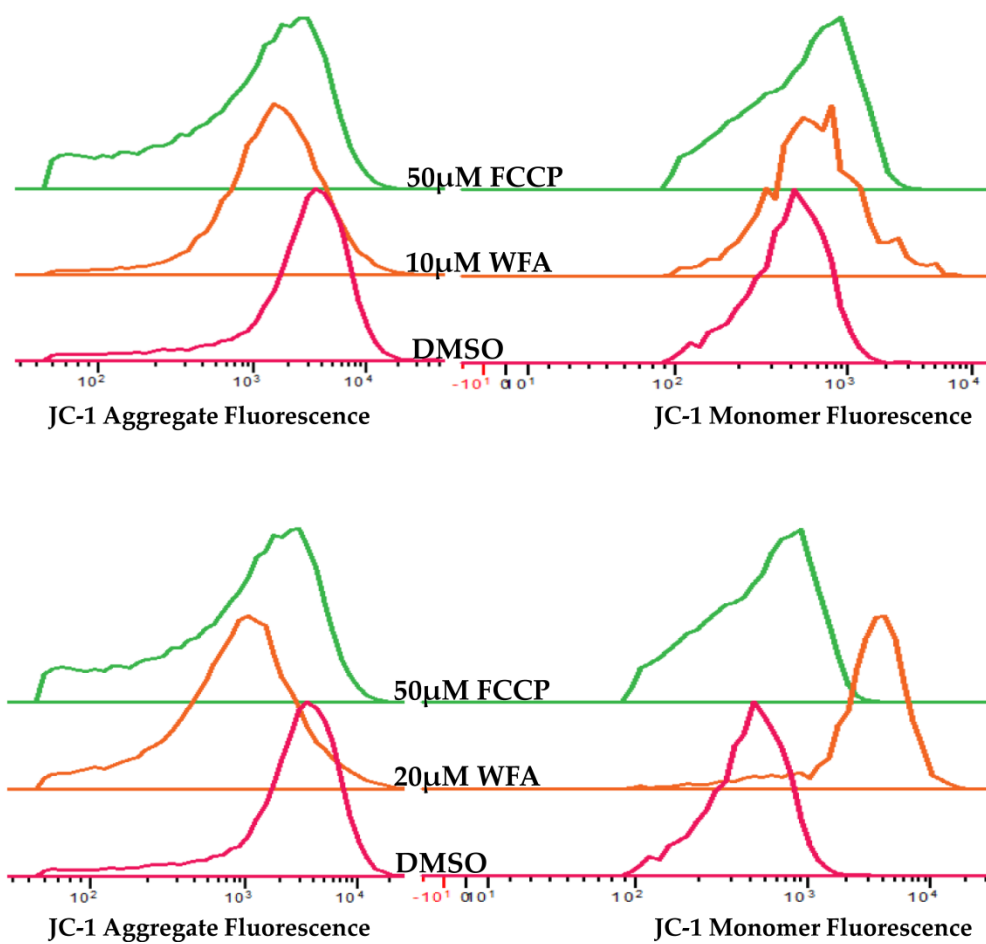 50μM FCCP
10μM WFA
DMSO
10² 10³ 10⁴ -10¹ 0 10¹ 10² 10³ 10⁴
JC-1 Aggregate Fluorescence JC-1 Monomer Fluorescence
50μM FCCP
20μM WFA
DMSO
10² 10³ 10⁴ -10¹ 0 10¹ 10² 10³ 10⁴
JC-1 Aggregate Fluorescence JC-1 Monomer Fluorescence